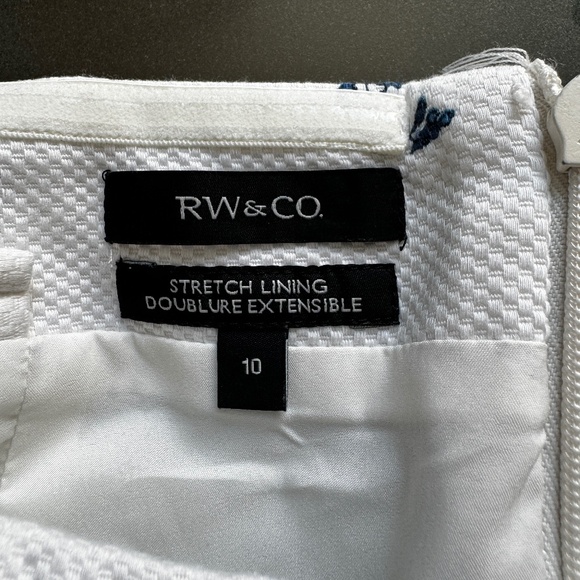 RW&CO.
STRETCH LINING
DOUBLURE EXTENSIBLE
10